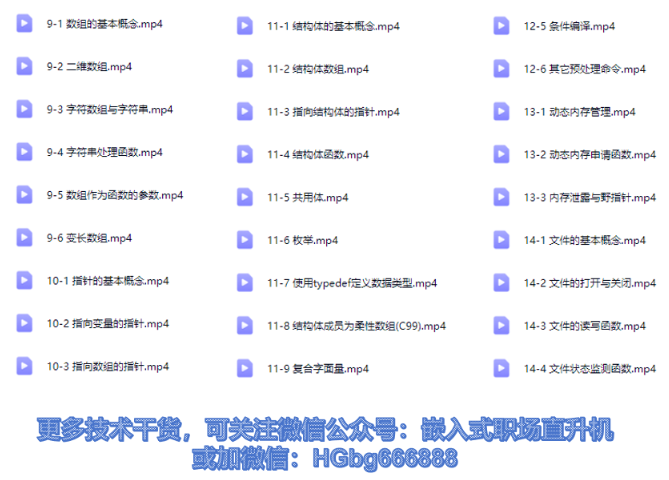 9-1 数组的基本概念.mp4
9-2 二维数组.mp4
9-3 字符数组与字符串.mp4
9-4 字符串处理函数.mp4
9-5 数组作为函数的参数.mp4
9-6 变长数组.mp4
10-1 指针的基本概念.mp4
10-2 指向变量的指针.mp4
10-3 指向数组的指针.mp4
11-1 结构体的基本概念.mp4
11-2 结构体数组.mp4
11-3 指向结构体的指针.mp4
11-4 结构体函数.mp4
11-5 共用体.mp4
11-6 枚举.mp4
11-7 使用typedef定义数据类型.mp4
11-8 结构体成员为柔性数组(C99).mp4
11-9 复合字面量.mp4
12-5 条件编译.mp4
12-6 其它预处理命令.mp4
13-1 动态内存管理.mp4
13-2 动态内存申请函数.mp4
13-3 内存泄露与野指针.mp4
14-1 文件的基本概念.mp4
14-2 文件的打开与关闭.mp4
14-3 文件的读写函数.mp4
14-4 文件状态监测函数.mp4
更多技术干货，可关注微信公众号：嵌入式职场直升机
或加微信：HGbg666888